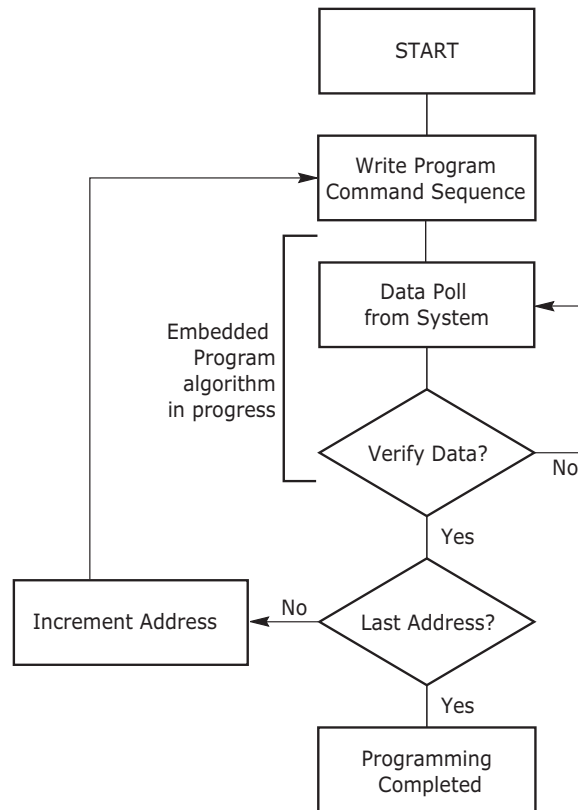 START
Write Program
Command Sequence
Data Poll
from System
Embedded
Program
algorithm
in progress
Verify Data?
No
Yes
Increment Address
No
Last Address?
Yes
Programming
Completed